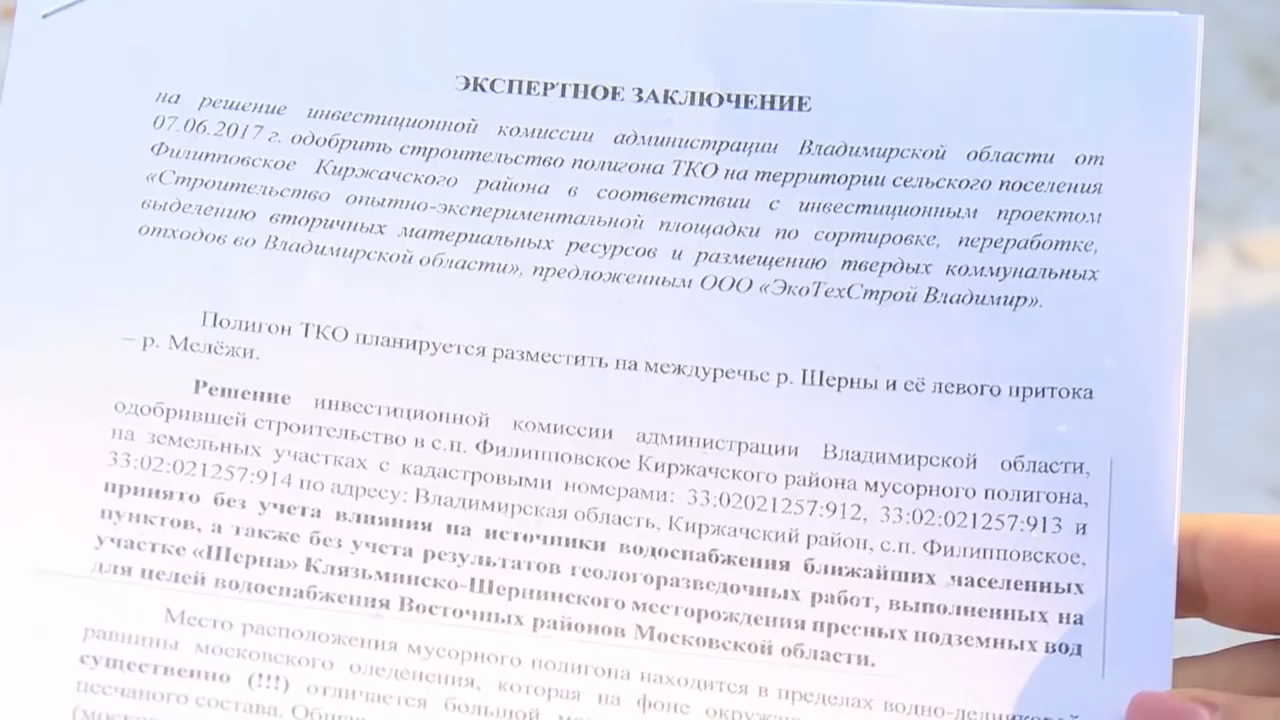 ЭКСПЕРТНОЕ ЗАКЛЮЧЕНИЕ
на решение инвестиционной комиссии администрации Владимирской области от
07.06.2017 г. одобрить строительство полигона ТКО на территории сельского поселения
Филипповское Киржачского района в соответствии с инвестиционным проектом
«Строительство опытно-экспериментальной площадки по сортировке, переработке,
выделению вторичных материальных ресурсов и размещению твердых коммунальных
отходов во Владимирской области», предложенным ООО «ЭкоТехСтрой Владимир».
Полигон ТКО планируется разместить на междуречье р. Шерны и её левого притока
– р. Мелёжи.
Решение инвестиционной комиссии администрации Владимирской области,
одобрившей строительство в с.п. Филипповское Киржачского района мусорного полигона,
на земельных участках с кадастровыми номерами: 33:02021257:912, 33:02:021257:913 и
33:02:021257:914 по адресу: Владимирская область, Киржачский район, с.п. Филипповское,
принято без учета влияния на источники водоснабжения ближайших населенных
пунктов, а также без учета результатов геологоразведочных работ, выполненных на
участке «Шерна» Клязьминско-Шернинского месторождения пресных подземных вод
для целей водоснабжения Восточных районов Московской области.
Место расположения мусорного полигона находится в пределах водно-ледниковой
равнины московского оледенения, которая на фоне
существенно (!!!) отличается большой
песчаного состава.